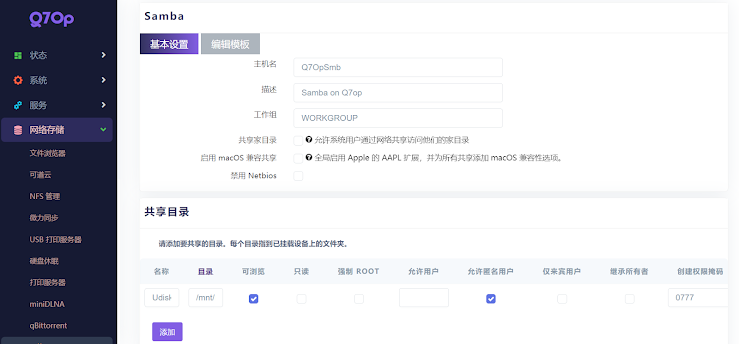 Q7Op
状态
系统
服务
网络存储
文件浏览器
可道云
NFS 管理
微力同步
USB 打印服务器
硬盘休眠
打印服务器
miniDLNA
qBittorrent
Samba
基本设置 编辑模板
主机名 Q7OpSmb
描述 Samba on Q7op
工作组 WORKGROUP
共享家目录 允许系统用户通过网络共享访问他们的家目录
启用 macOS 兼容共享 全局启用 Apple 的 AAPL 扩展，并为所有共享添加 macOS 兼容性选项。
禁用 Netbios
共享目录
请添加要共享的目录。每个目录指到已挂载设备上的文件夹。
名称 目录 可浏览 只读 强制 ROOT 允许用户 允许匿名用户 仅来宾用户 继承所有者 创建权限掩码
Udisk /mnt/ 0777
添加